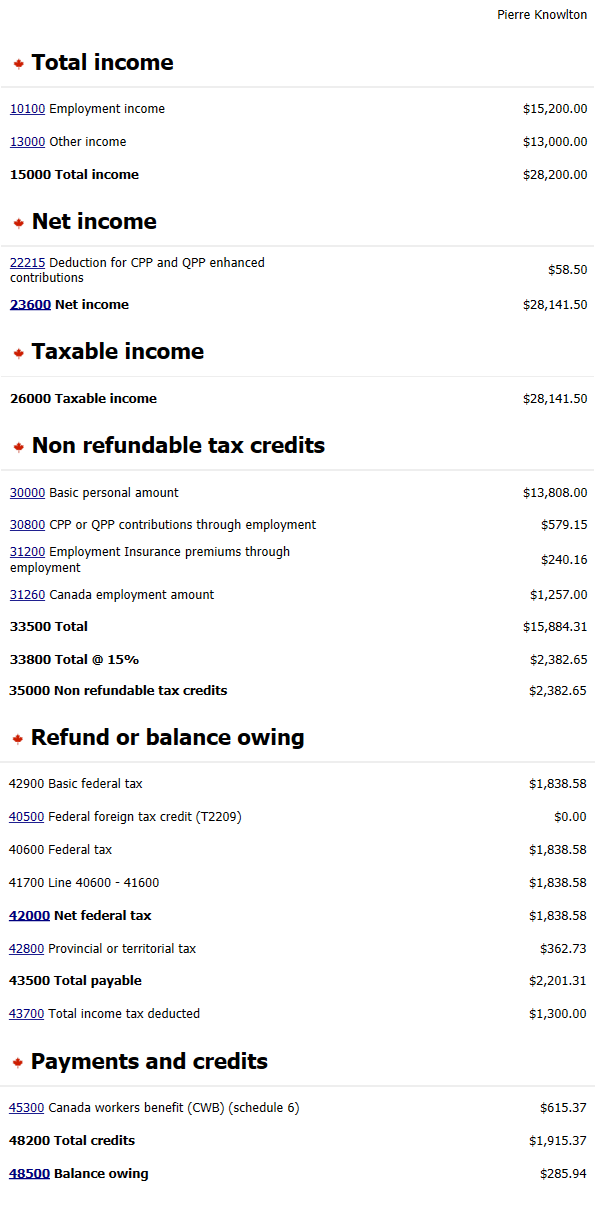 Pierre Knowlton
Total income
10100 Employment income $15,200.00
13000 Other income $13,000.00
15000 Total income $28,200.00
Net income
22215 Deduction for CPP and QPP enhanced
contributions $58.50
23600 Net income $28,141.50
Taxable income
26000 Taxable income $28,141.50
Non refundable tax credits
30000 Basic personal amount $13,808.00
30800 CPP or QPP contributions through employment $579.15
31200 Employment Insurance premiums through
employment $240.16
31260 Canada employment amount $1,257.00
33500 Total $15,884.31
33800 Total @ 15% $2,382.65
35000 Non refundable tax credits $2,382.65
Refund or balance owing
42900 Basic federal tax $1,838.58
40500 Federal foreign tax credit (T2209) $0.00
40600 Federal tax $1,838.58
41700 Line 40600 - 41600 $1,838.58
42000 Net federal tax $1,838.58
42800 Provincial or territorial tax $362.73
43500 Total payable $2,201.31
43700 Total income tax deducted $1,300.00
Payments and credits
45300 Canada workers benefit (CWB) (schedule 6) $615.37
48200 Total credits $1,915.37
48500 Balance owing $285.94